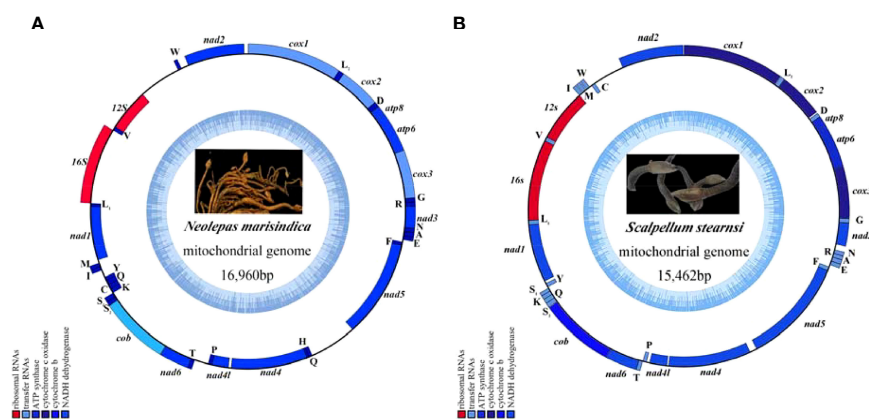 A
B
W
nad2
cox1
L₂
cox2
D
atp8
atp6
cox3
G
R
nad3
N
A
E
F
nad5
H
Q
nad4
nad4l
P
T
nad6
cob
S₁
S
C
K
Q
Y
I
M
nad1
L₁
16S
V
12S
Neolepas marisindica
mitochondrial genome
16,960bp
ribosomal RNAs
transfer RNAs
ATP synthase
cytochrome c oxidase
cytochrome b
NADH dehydrogenase
nad2
cox1
L₂
cox2
D
atp8
atp6
cox
G
nad
N
R
A
E
F
nad5
nad4
nad4l
P
T
nad6
cob
S₂
K
Q
S₁
Y
nad1
L₁
16s
V
12s
I
W
M
C
Scalpellum stearnsi
mitochondrial genome
15,462bp
ribosomal RNAs
transfer RNAs
ATP synthase
cytochrome c oxidase
cytochrome b
NADH dehydrogenase